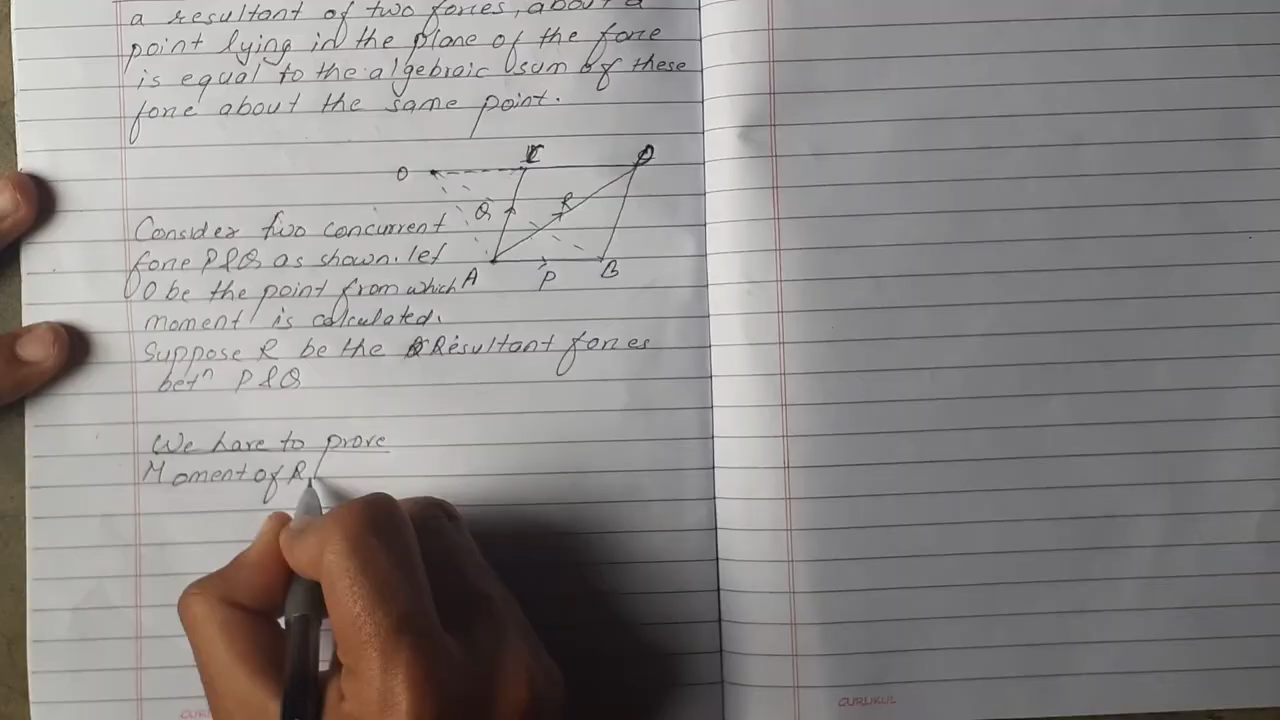 a resultant of two forces, about a
point lying in the plane of the force
is equal to the algebraic sum of these
force about the same point.
O C D
Q R
Consider two concurrent
force P & Q as shown. let
A P B
O be the point from which
moment is calculated.
Suppose R be the Resultant forces
betⁿ P & Q
We have to prove
Moment of R
GURUKUL